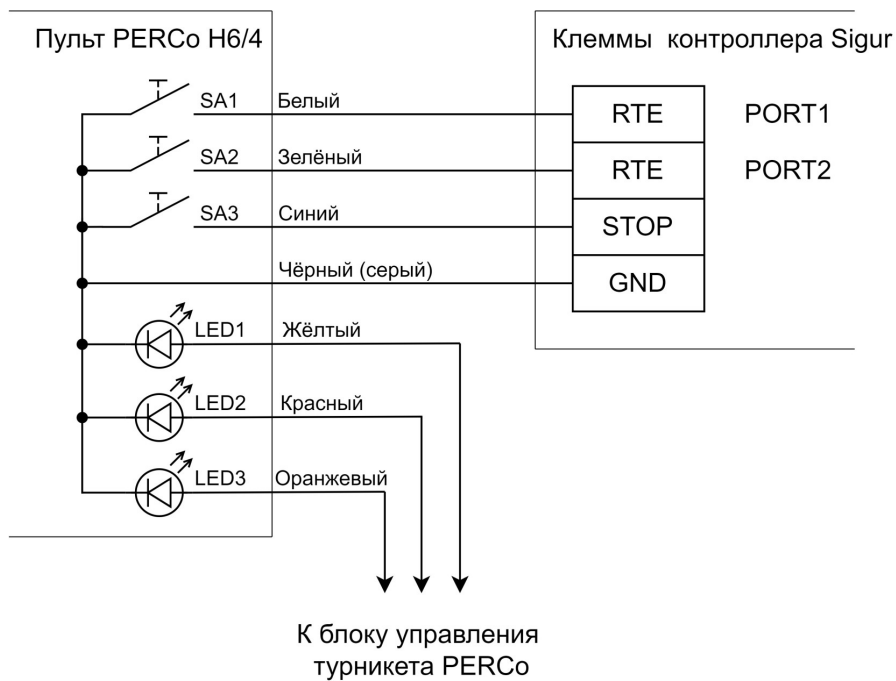 Пульт PERCo H6/4
Клеммы контроллера Sigur
SA1 Белый RTE PORT1
SA2 Зелёный RTE PORT2
SA3 Синий STOP
Чёрный (серый) GND
LED1 Жёлтый
LED2 Красный
LED3 Оранжевый
К блоку управления
турникета PERCo